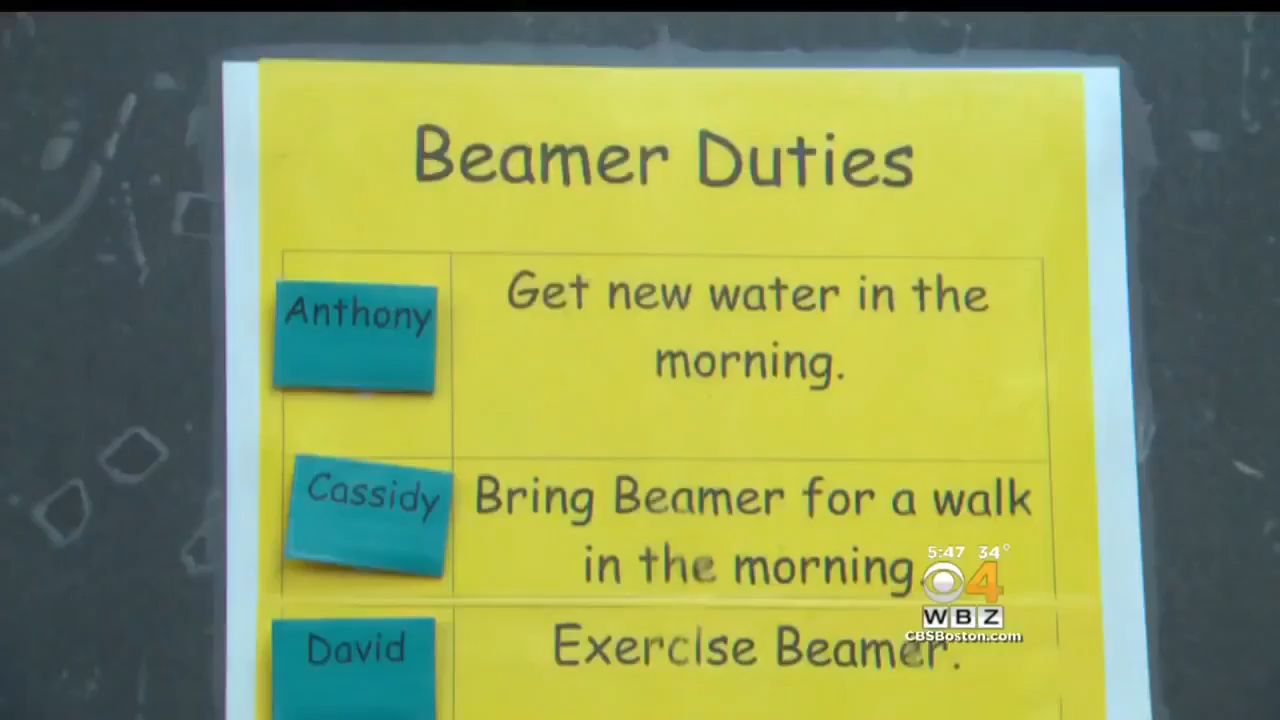 Beamer Duties
Anthony
Get new water in the
morning.
Cassidy
Bring Beamer for a walk
in the morning
David
Exercise Beamer.
5:47 34°
4
WBZ
CBSBoston.com